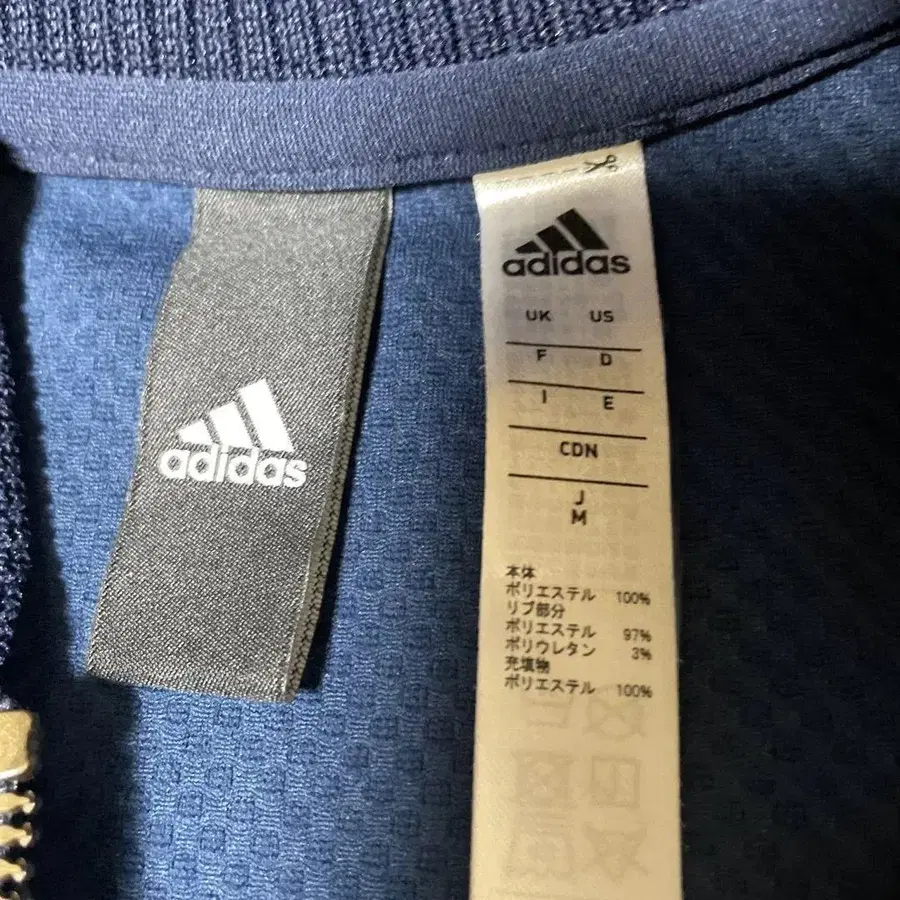 adidas
adidas
UK US
F D
I E
CDN
J
M
本体
ポリエステル 100%
リブ部分
ポリエステル 97%
ポリウレタン 3%
充填物
ポリエステル 100%